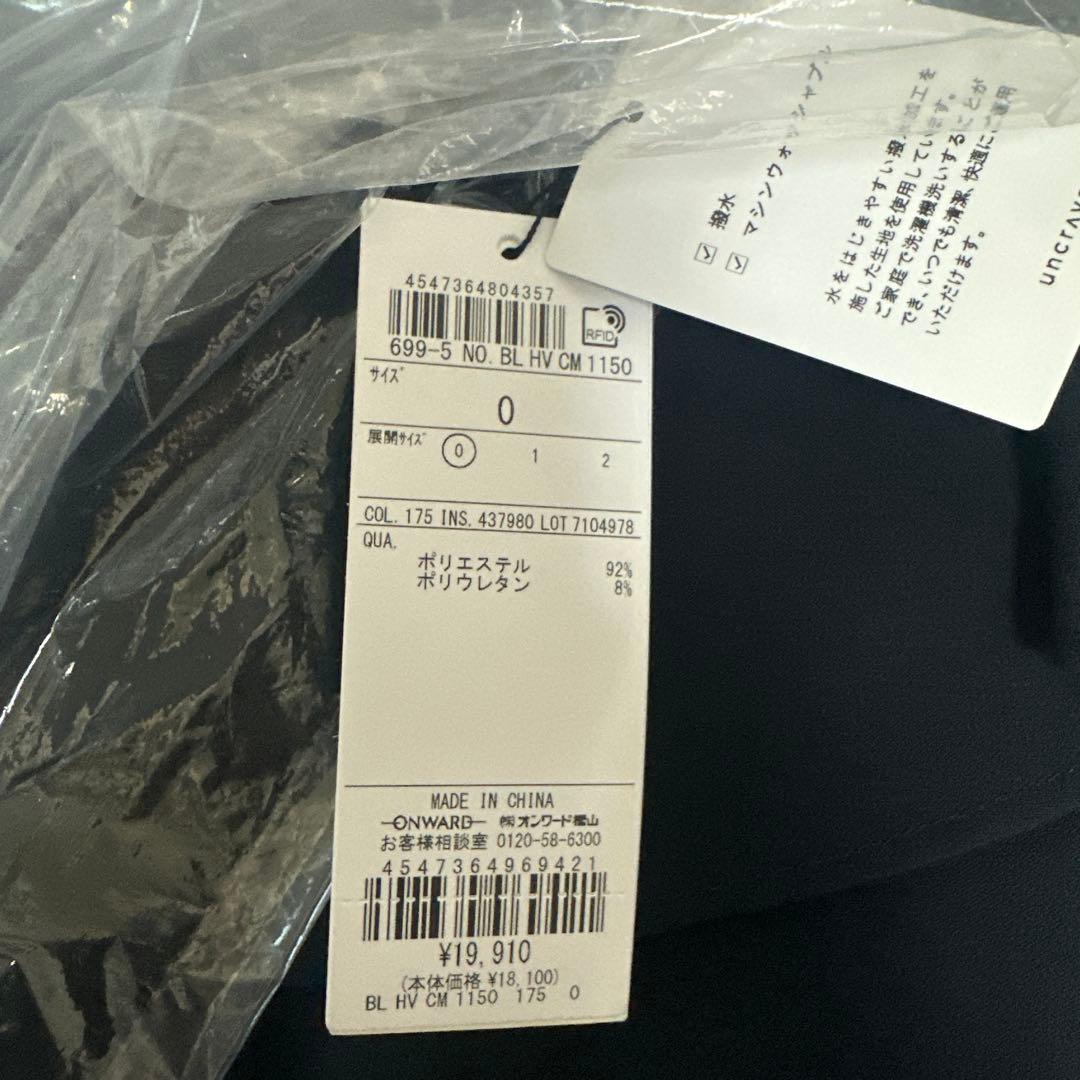 撥水
マシンウォッシャブル
水をはじきやすい撥水加工を
施した生地を使用しています。
ご家庭で洗濯機洗いすることが
でき、いつでも清潔、快適にご着用
いただけます。
uncrave
4547364804357
RFID
699-5 NO. BL HV CM 1150
サイズ
0
展開サイズ 0 1 2
COL. 175 INS. 437980 LOT 7104978
QUA.
ポリエステル 92%
ポリウレタン 8%
MADE IN CHINA
ONWARD ㈱オンワード樫山
お客様相談室 0120-58-6300
4547364969421
¥19,910
(本体価格 ¥18,100)
BL HV CM 1150 175 0